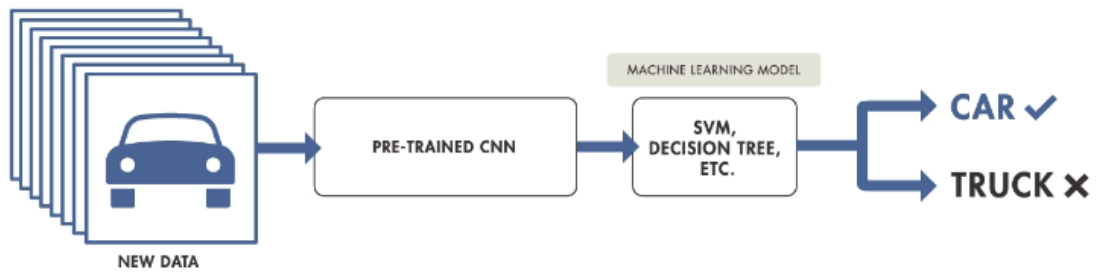 NEW DATA
PRE-TRAINED CNN
MACHINE LEARNING MODEL
SVM,
DECISION TREE,
ETC.
CAR
TRUCK